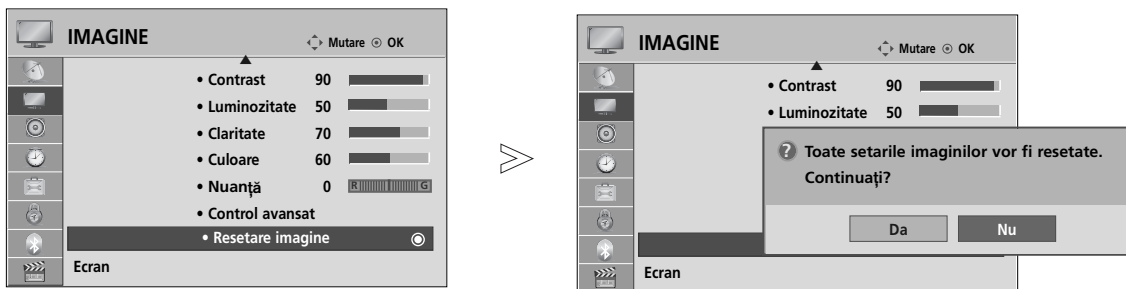 IMAGINE
Mutare OK
• Contrast 90
• Luminozitate 50
• Claritate 70
• Culoare 60
• Nuanță 0 R G
• Control avansat
• Resetare imagine
Ecran
IMAGINE
Mutare OK
• Contrast 90
• Luminozitate 50
? Toate setarile imaginilor vor fi resetate.
Continuați?
Da Nu
Ecran